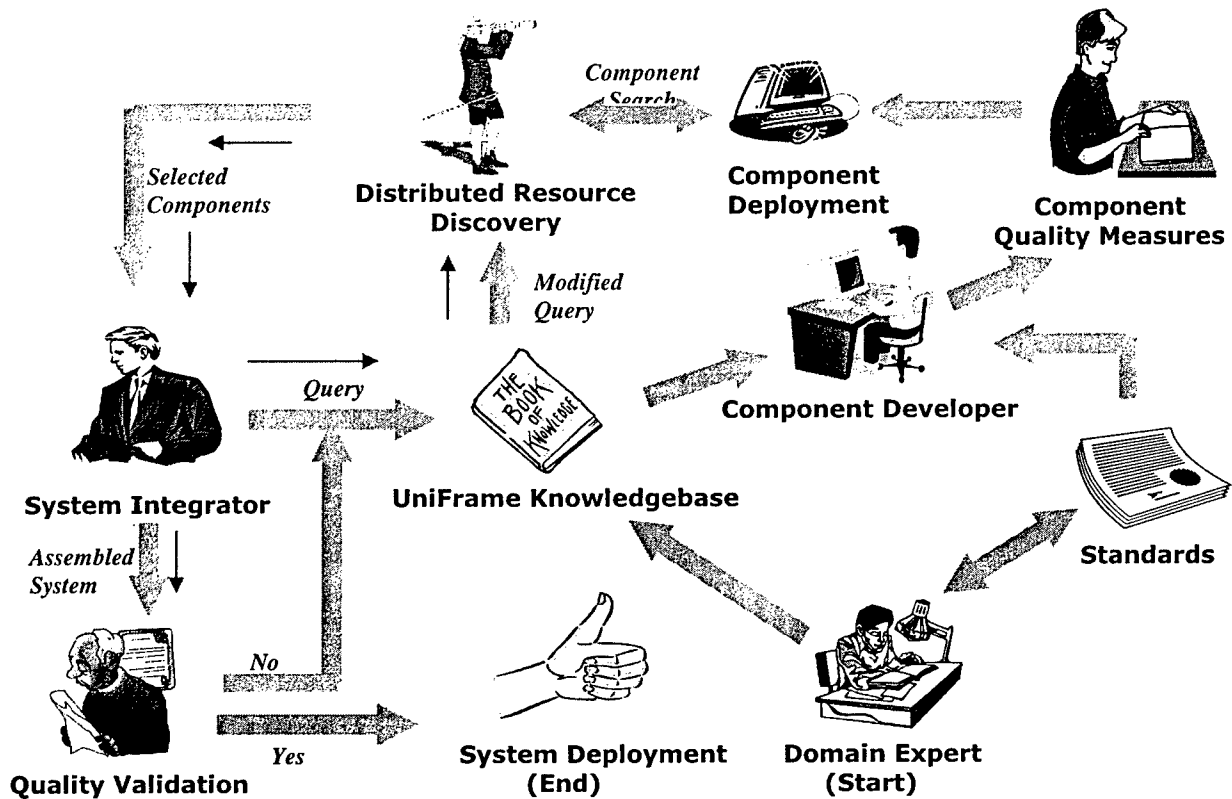 Component
Search
Distributed Resource
Discovery
Component
Deployment
Component
Quality Measures
Selected
Components
Modified
Query
Query
THE
BOOK
OF
KNOWLEDGE
Component Developer
System Integrator
UniFrame Knowledgebase
Assembled
System
Standards
No
Yes
Quality Validation
System Deployment
(End)
Domain Expert
(Start)